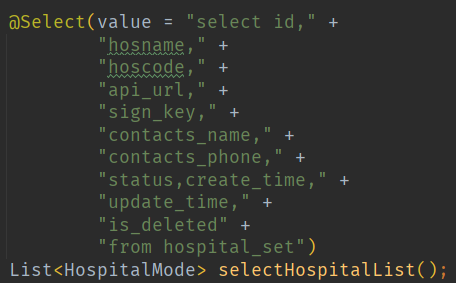 @Select(value = "select id," +
"hosname," +
"hoscode," +
"api_url," +
"sign_key," +
"contacts_name," +
"contacts_phone," +
"status,create_time," +
"update_time," +
"is_deleted" +
"from hospital_set")
List<HospitalMode> selectHospitalList();